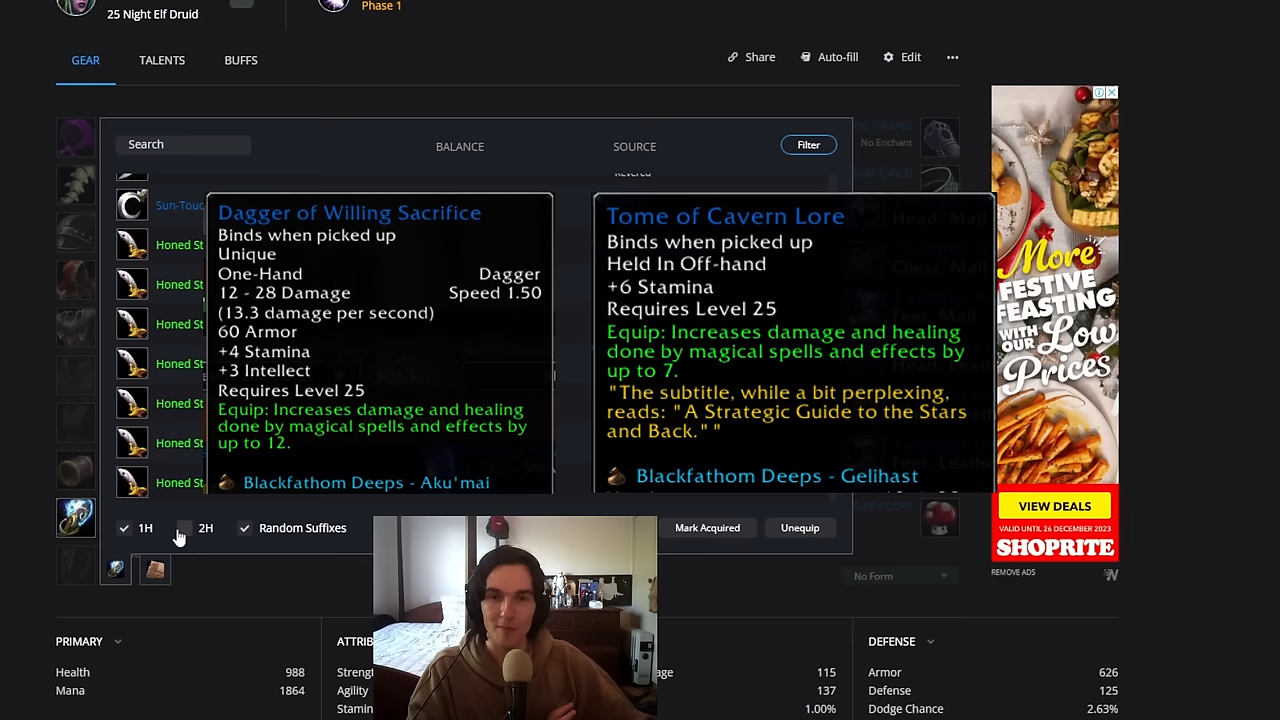 25 Night Elf Druid
Phase 1
GEAR
TALENTS
BUFFS
Share
Auto-fill
Edit
Search
BALANCE
SOURCE
Filter
No Enchant
Revered
Sun-Touc
Honed St
Honed St
Honed St
Honed St
Honed St
Honed St
Honed St
Dagger of Willing Sacrifice
Binds when picked up
Unique
One-Hand Dagger
12 - 28 Damage Speed 1.50
(13.3 damage per second)
60 Armor
+4 Stamina
+3 Intellect
Requires Level 25
Equip: Increases damage and healing
done by magical spells and effects by
up to 12.
Blackfathom Deeps - Aku'mai
Tome of Cavern Lore
Binds when picked up
Held In Off-hand
+6 Stamina
Requires Level 25
Equip: Increases damage and healing
done by magical spells and effects by
up to 7.
"The subtitle, while a bit perplexing,
reads: "A Strategic Guide to the Stars
and Back.""
Blackfathom Deeps - Gelihast
1H
2H
Random Suffixes
Mark Acquired
Unequip
No Form
More
FESTIVE
FEASTING
WITH OUR Low
Prices
VIEW DEALS
VALID UNTIL 26 DECEMBER 2023
SHOPRITE
REMOVE ADS
PRIMARY
Health 988
Mana 1864
ATTRIB
Strengt
Agility
Stamin
age 115
137
1.00%
DEFENSE
Armor 626
Defense 125
Dodge Chance 2.63%